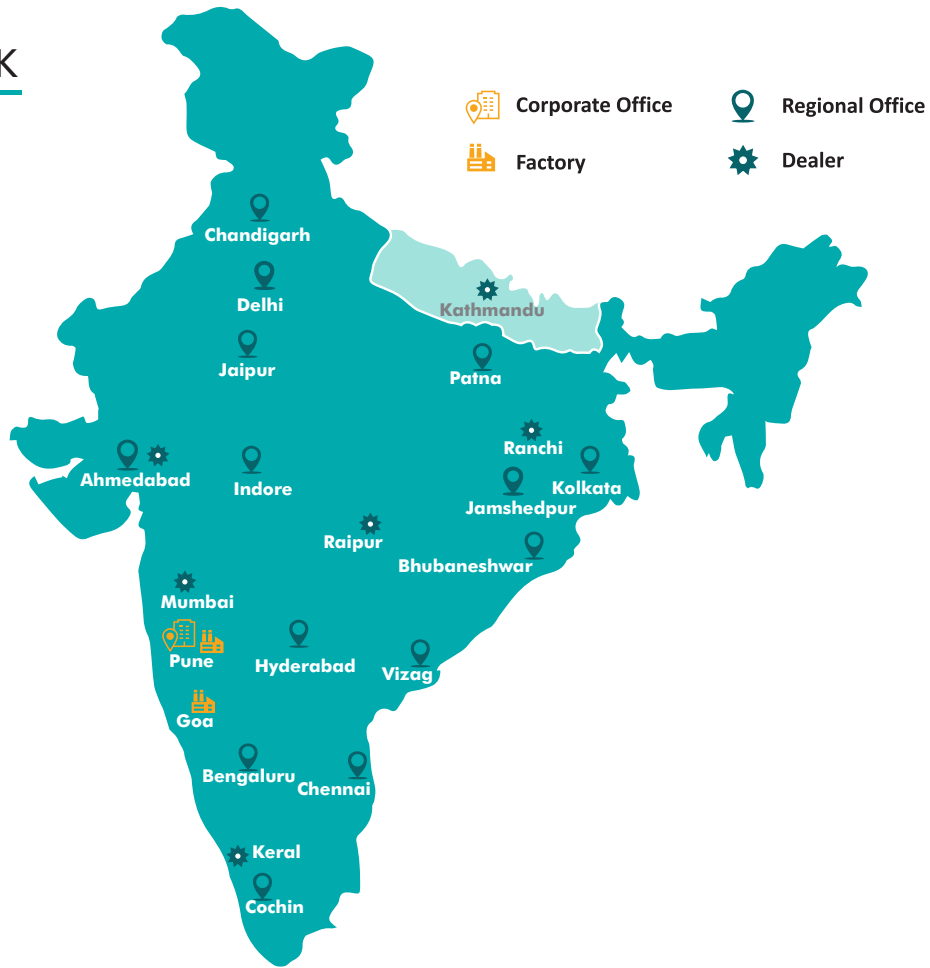 K
Corporate Office
Regional Office
Factory
Dealer
Chandigarh
Delhi
Kathmandu
Jaipur
Patna
Ranchi
Ahmedabad
Indore
Kolkata
Jamshedpur
Raipur
Bhubaneshwar
Mumbai
Pune
Hyderabad
Vizag
Goa
Bengaluru
Chennai
Keral
Cochin